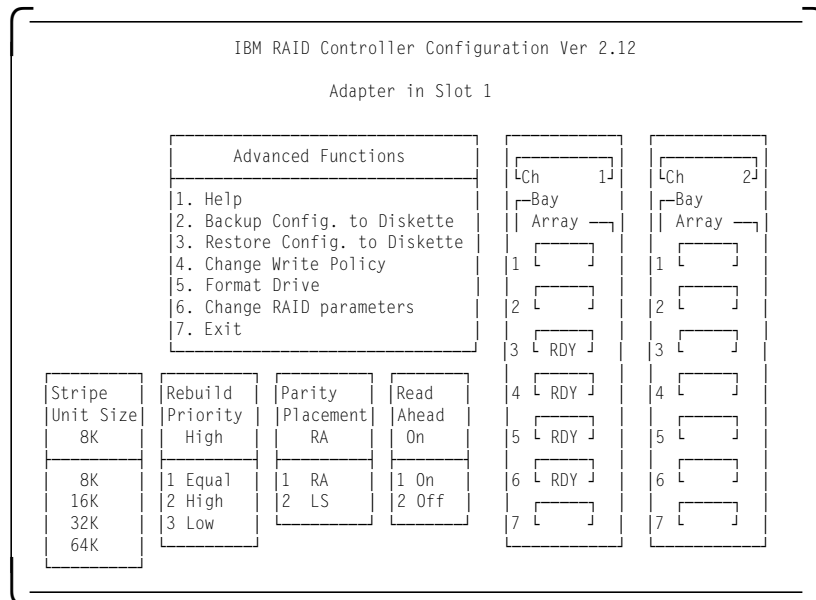 IBM RAID Controller Configuration Ver 2.12
Adapter in Slot 1
Advanced Functions
1. Help
2. Backup Config. to Diskette
3. Restore Config. to Diskette
4. Change Write Policy
5. Format Drive
6. Change RAID parameters
7. Exit
Ch 1
Bay
Array
1
2
3 RDY
4 RDY
5 RDY
6 RDY
7
Ch 2
Bay
Array
1
2
3
4
5
6
7
Stripe
Unit Size
8K
8K
16K
32K
64K
Rebuild
Priority
High
1 Equal
2 High
3 Low
Parity
Placement
RA
1 RA
2 LS
Read
Ahead
On
1 On
2 Off